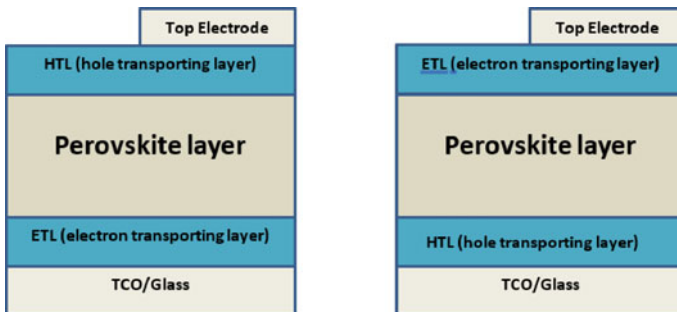 Top Electrode
HTL (hole transporting layer)
Perovskite layer
ETL (electron transporting layer)
TCO/Glass
Top Electrode
ETL (electron transporting layer)
Perovskite layer
HTL (hole transporting layer)
TCO/Glass